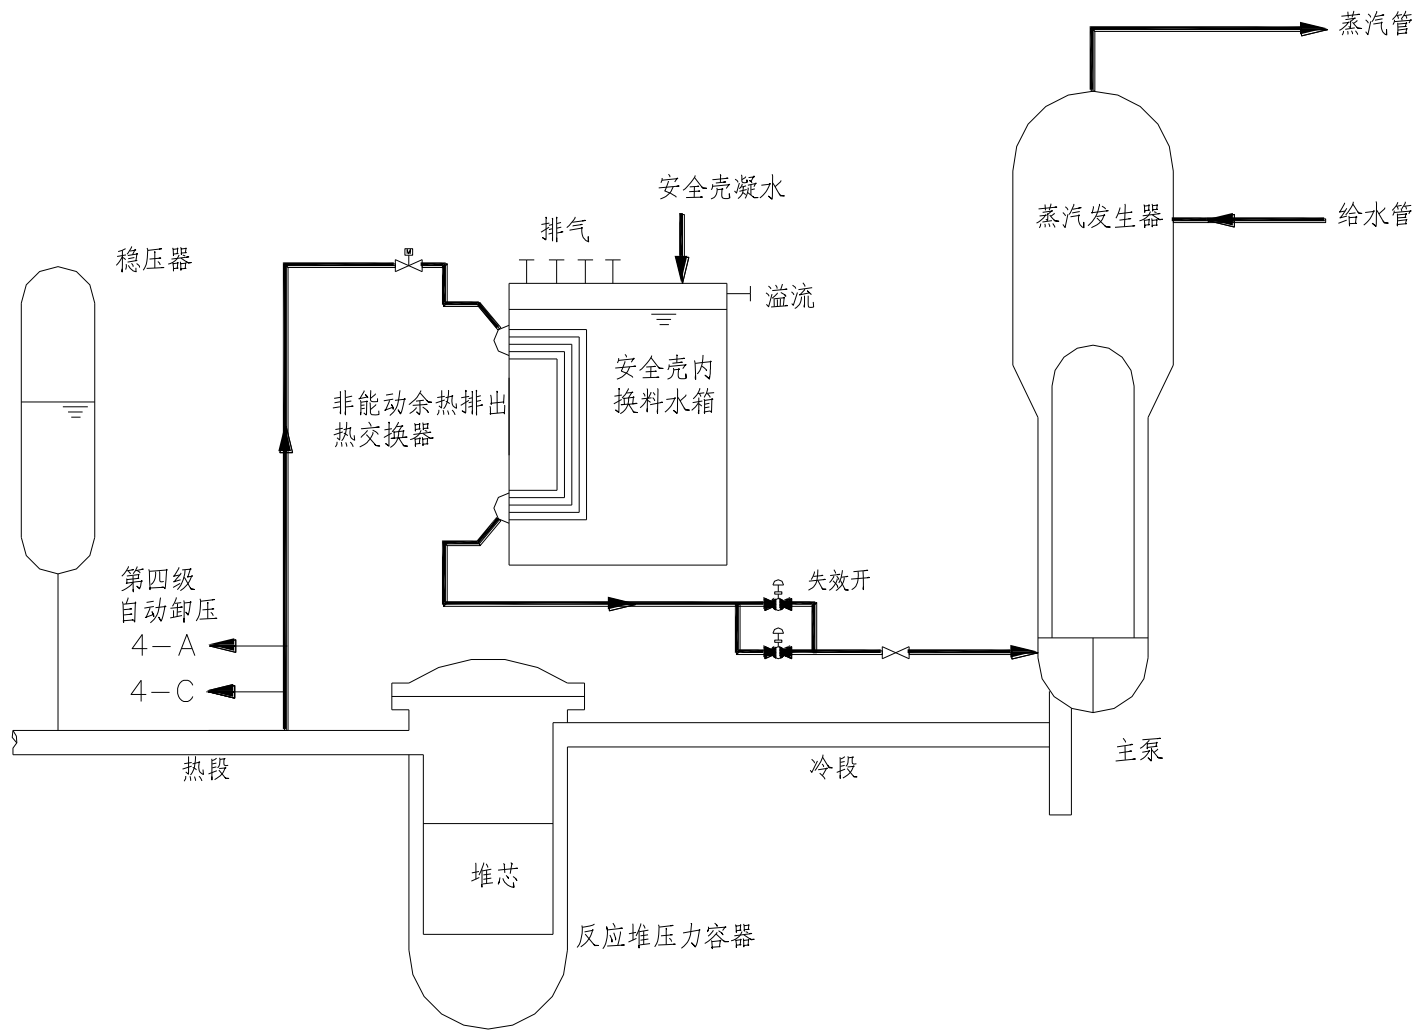 蒸汽管
安全壳凝水
排气
蒸汽发生器
给水管
稳压器
M
溢流
安全壳内
换料水箱
非能动余热排出
热交换器
第四级
自动卸压
失效开
4-A
4-C
主泵
热段
冷段
堆芯
反应堆压力容器